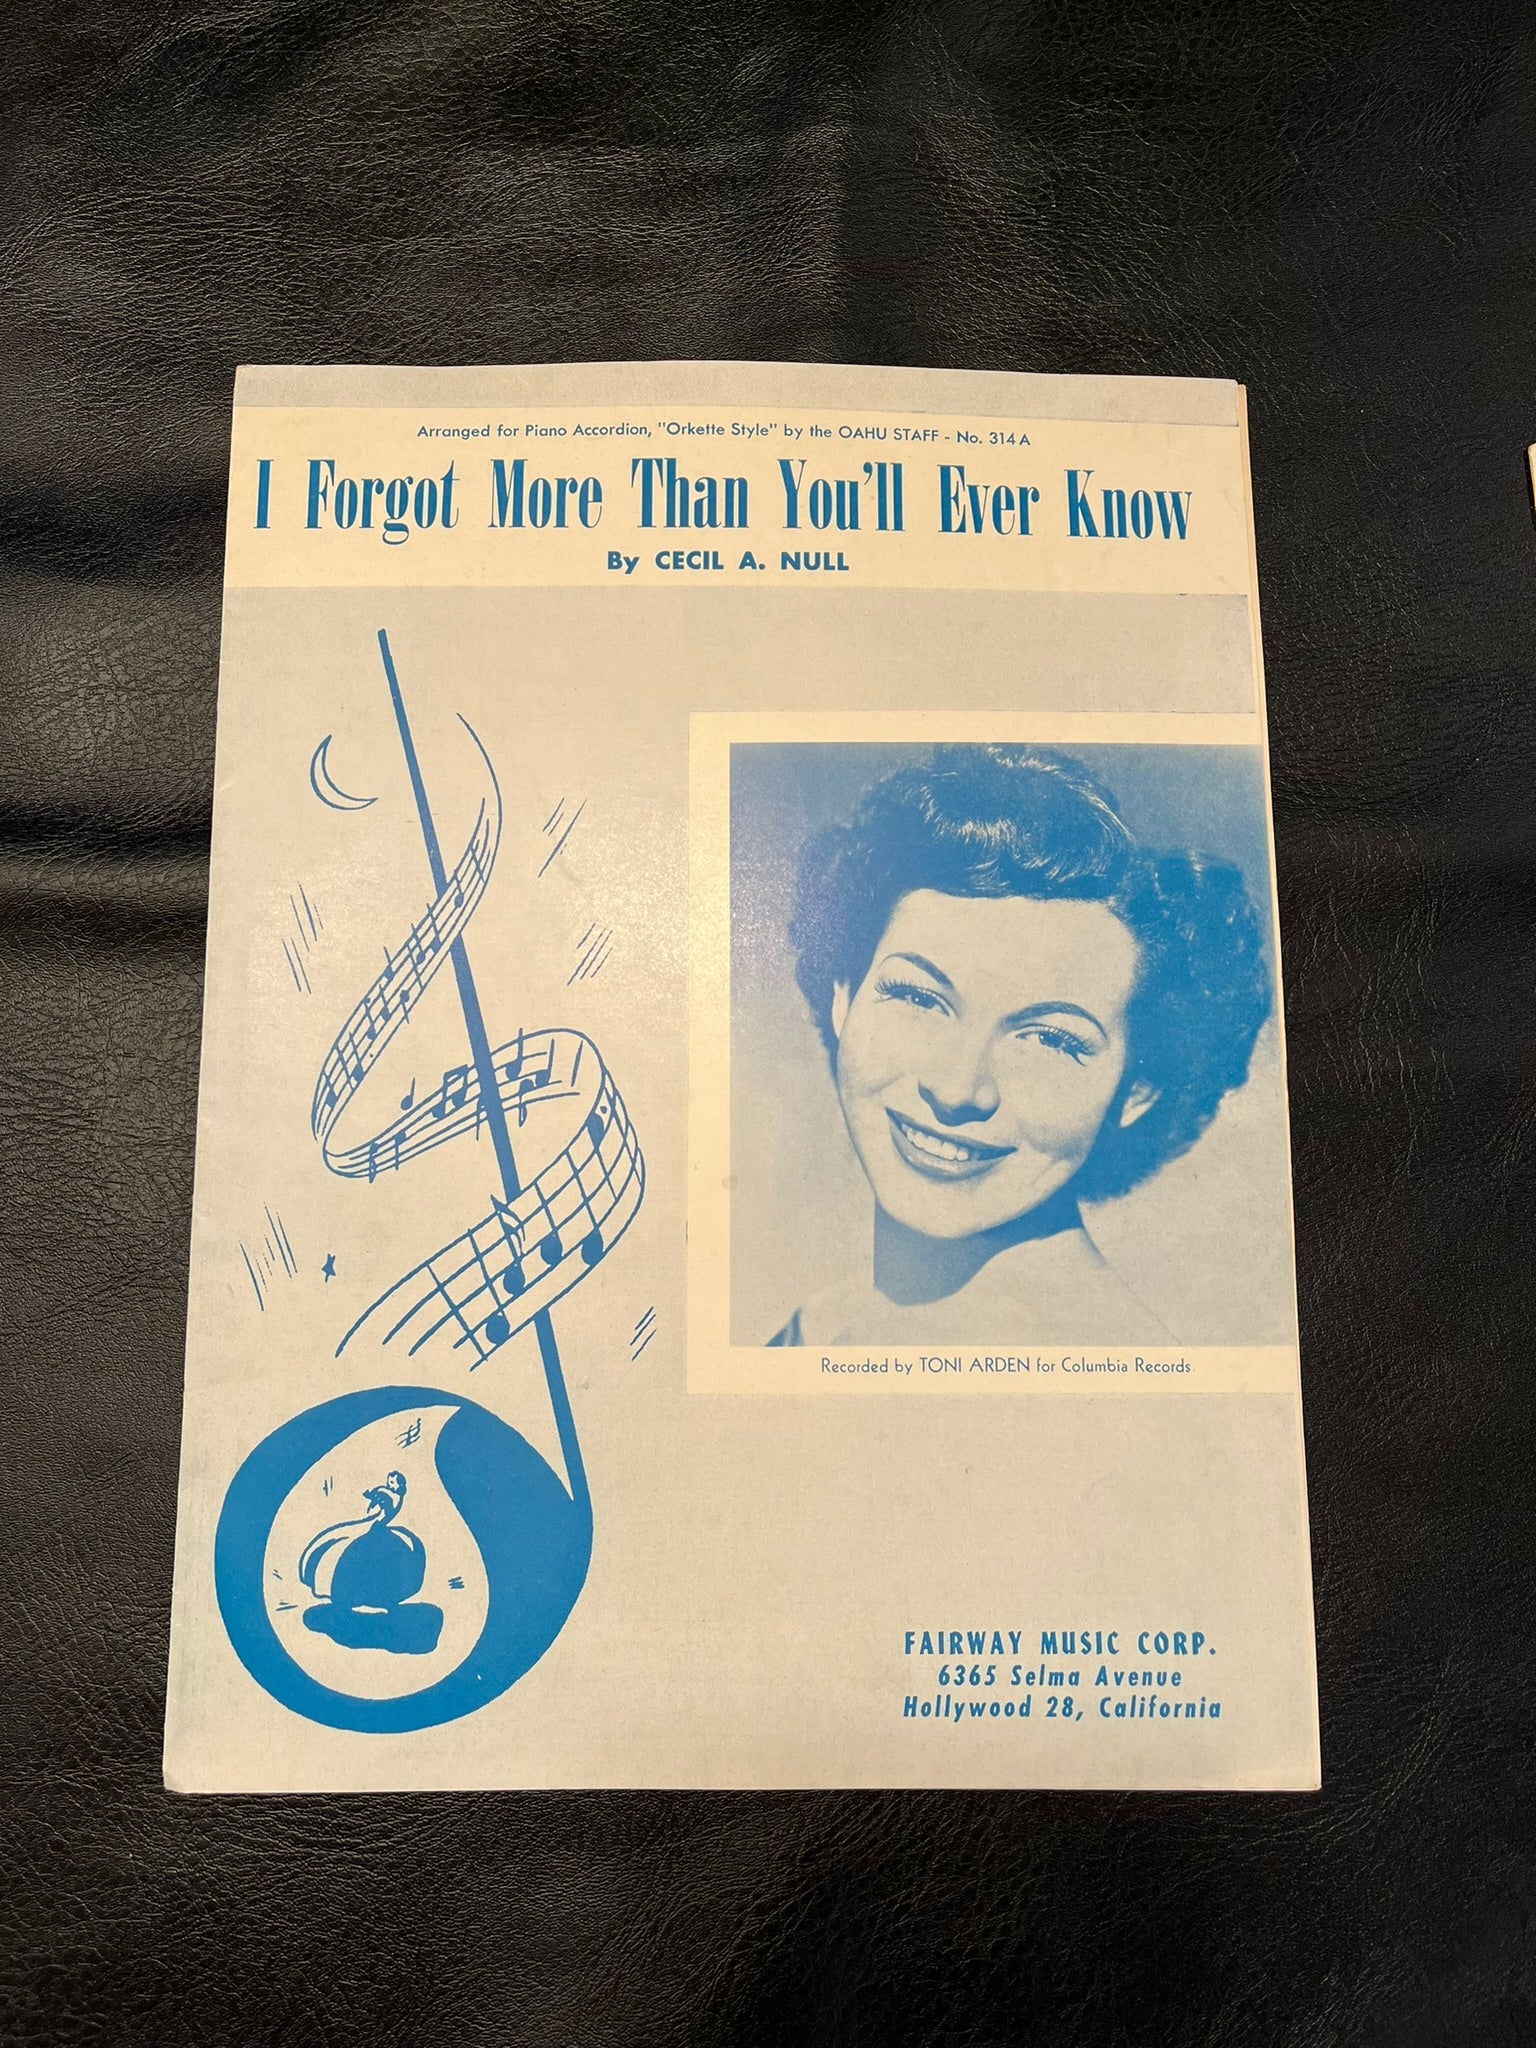 Arranged for Piano Accordion, "Orkette Style" by the OAHU STAFF - No. 314 A
I Forgot More Than You'll Ever Know
By CECIL A. NULL
Recorded by TONI ARDEN for Columbia Records
FAIRWAY MUSIC CORP.
6365 Selma Avenue
Hollywood 28, California